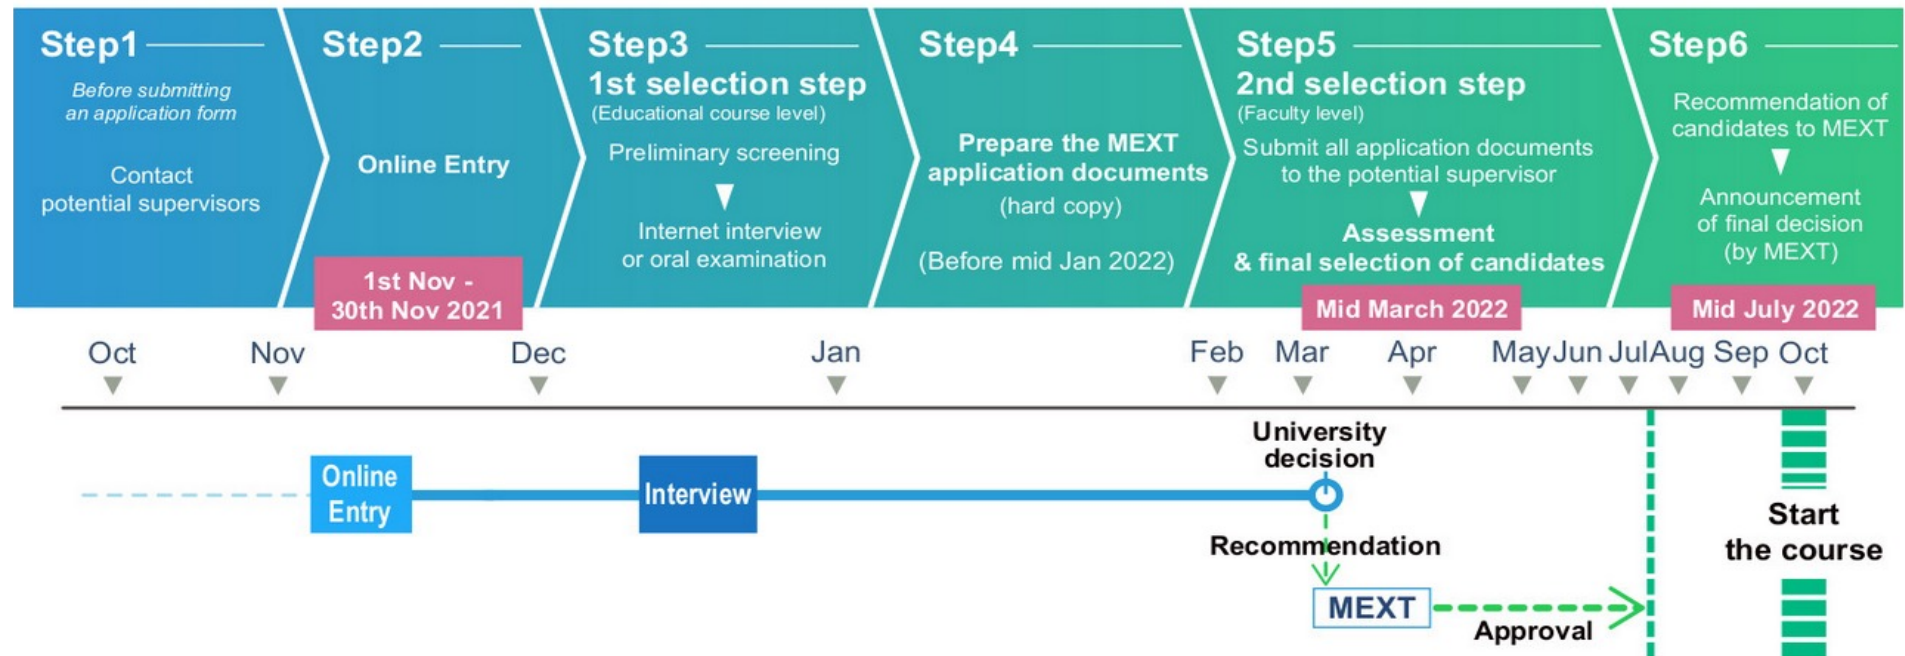 Step1
Before submitting
an application form
Contact
potential supervisors
Step2
Online Entry
1st Nov -
30th Nov 2021
Step3
1st selection step
(Educational course level)
Preliminary screening
Internet interview
or oral examination
Step4
Prepare the MEXT
application documents
(hard copy)
(Before mid Jan 2022)
Step5
2nd selection step
(Faculty level)
Submit all application documents
to the potential supervisor
Assessment
& final selection of candidates
Mid March 2022
Step6
Recommendation of
candidates to MEXT
Announcement
of final decision
(by MEXT)
Mid July 2022
Oct Nov Dec Jan Feb Mar Apr May Jun Jul Aug Sep Oct
Online
Entry
Interview
University
decision
Recommendation
MEXT
Approval
Start
the course